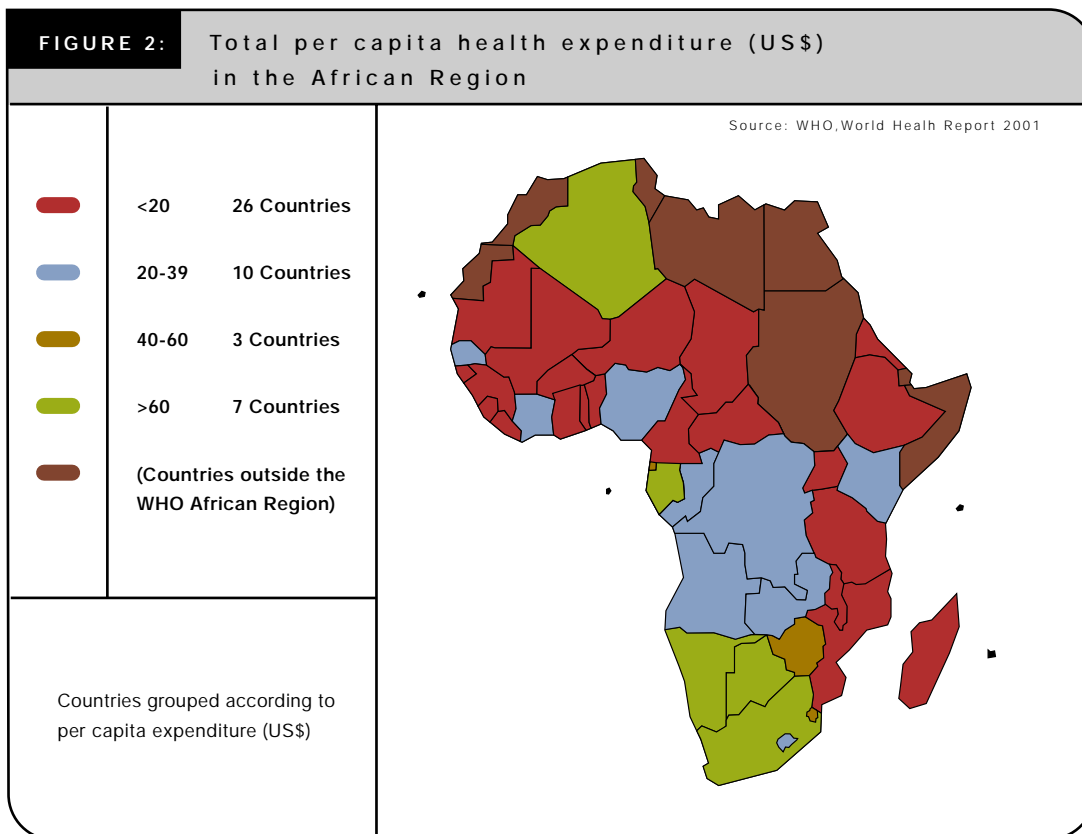 FIGURE 2:
Total per capita health expenditure (US$)
in the African Region
Source: WHO,World Healh Report 2001
<20 26 Countries
20-39 10 Countries
40-60 3 Countries
>60 7 Countries
(Countries outside the
WHO African Region)
Countries grouped according to
per capita expenditure (US$)